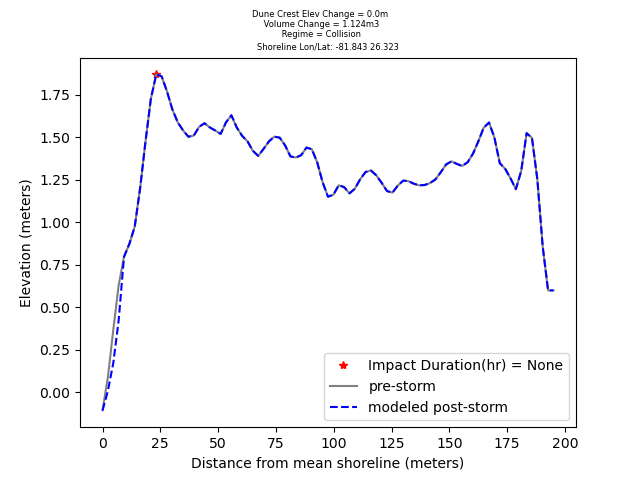 Dune Crest Elev Change = 0.0m
Volume Change = 1.124m3
Regime = Collision
Shoreline Lon/Lat: -81.843 26.323
1.75
1.50
1.25
1.00
0.75
0.50
0.25
0.00
Elevation (meters)
Impact Duration(hr) = None
pre-storm
modeled post-storm
0 25 50 75 100 125 150 175 200
Distance from mean shoreline (meters)